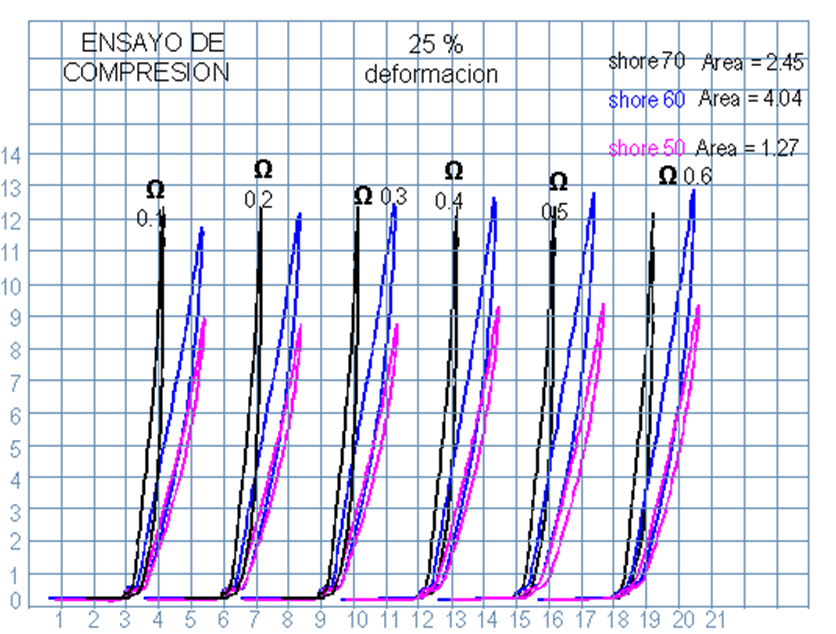 ENSAYO DE
COMPRESION
25 %
deformacion
shore 70 Area = 2.45
shore 60 Area = 4.04
shore 50 Area = 1.27
Ω 0.1
Ω 0.2
Ω 0.3
Ω 0.4
Ω 0.5
Ω 0.6
14
13
12
11
10
9
8
7
6
5
4
3
2
1
0
1 2 3 4 5 6 7 8 9 10 11 12 13 14 15 16 17 18 19 20 21